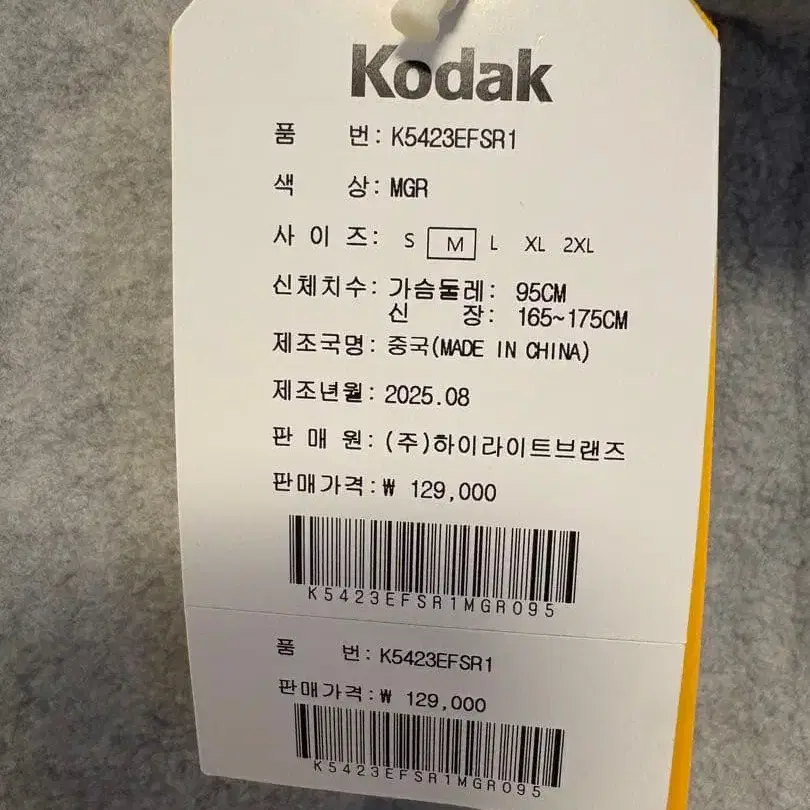 Kodak
품 번: K5423EFSR1
색 상: MGR
사 이 즈: S M L XL 2XL
신체치수: 가슴둘레: 95CM
신 장: 165~175CM
제조국명: 중국(MADE IN CHINA)
제조년월: 2025.08
판 매 원: (주)하이라이트브랜즈
판매가격: ₩ 129,000
K5423EFSR1MGR095
품 번: K5423EFSR1
판매가격: ₩ 129,000
K5423EFSR1MGR095